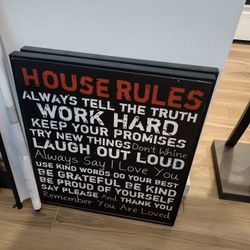 HOUSE RULES
ALWAYS TELL THE TRUTH
WORK HARD
KEEP YOUR PROMISES
TRY NEW THINGS Don't Whine
LAUGH OUT LOUD
Always Say I Love You
USE KIND WORDS DO YOUR BEST
BE GRATEFUL BE KIND
BE PROUD OF YOURSELF
SAY PLEASE And THANK YOU
Remember You Are Loved